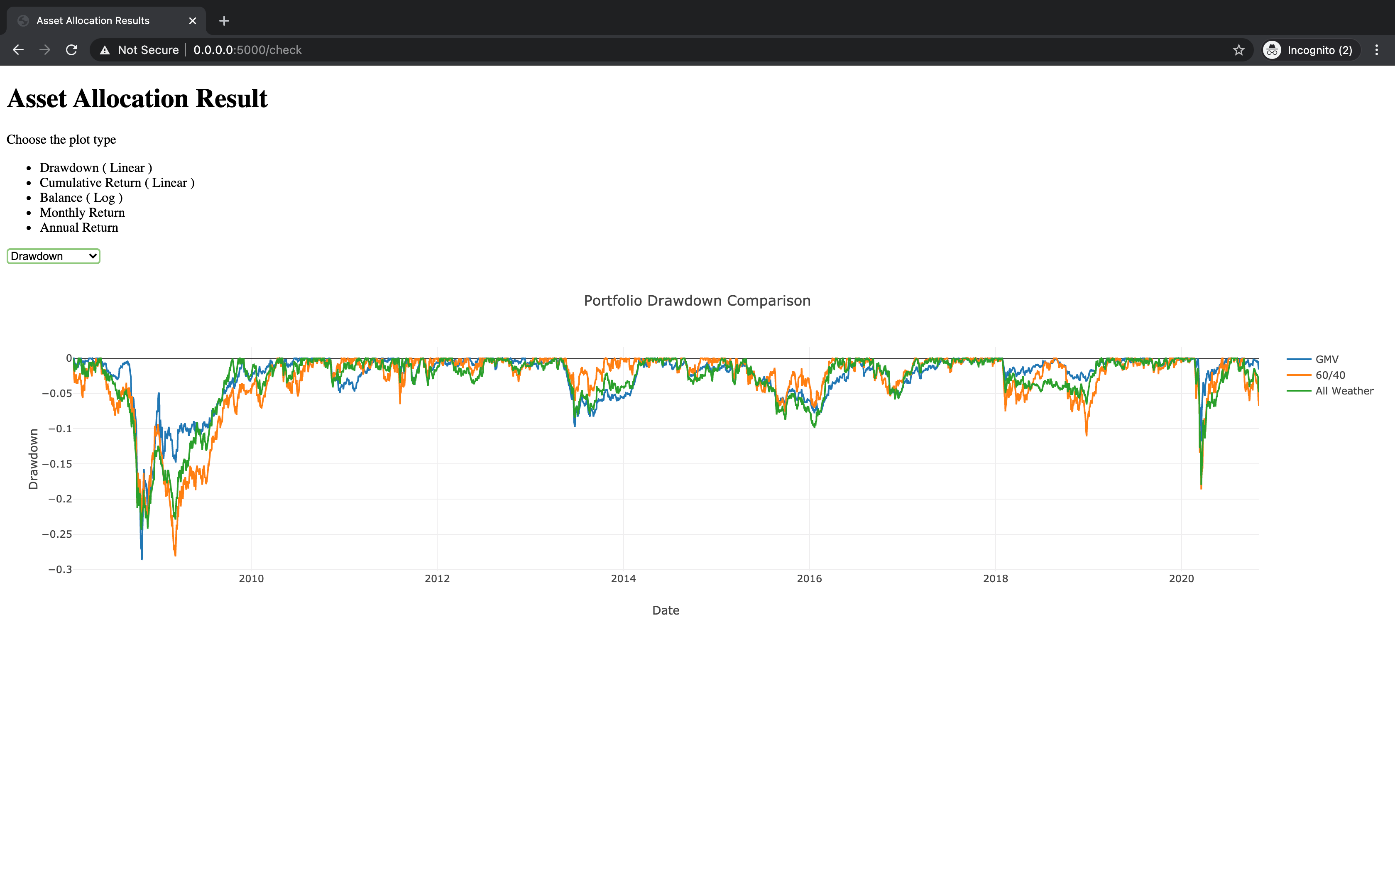 Asset Allocation Results
Not Secure 0.0.0.0:5000/check
Incognito (2)
Asset Allocation Result
Choose the plot type
• Drawdown ( Linear )
• Cumulative Return ( Linear )
• Balance ( Log )
• Monthly Return
• Annual Return
Drawdown
Portfolio Drawdown Comparison
0
−0.05
−0.1
−0.15
−0.2
−0.25
−0.3
Drawdown
2010 2012 2014 2016 2018 2020
Date
GMV
60/40
All Weather